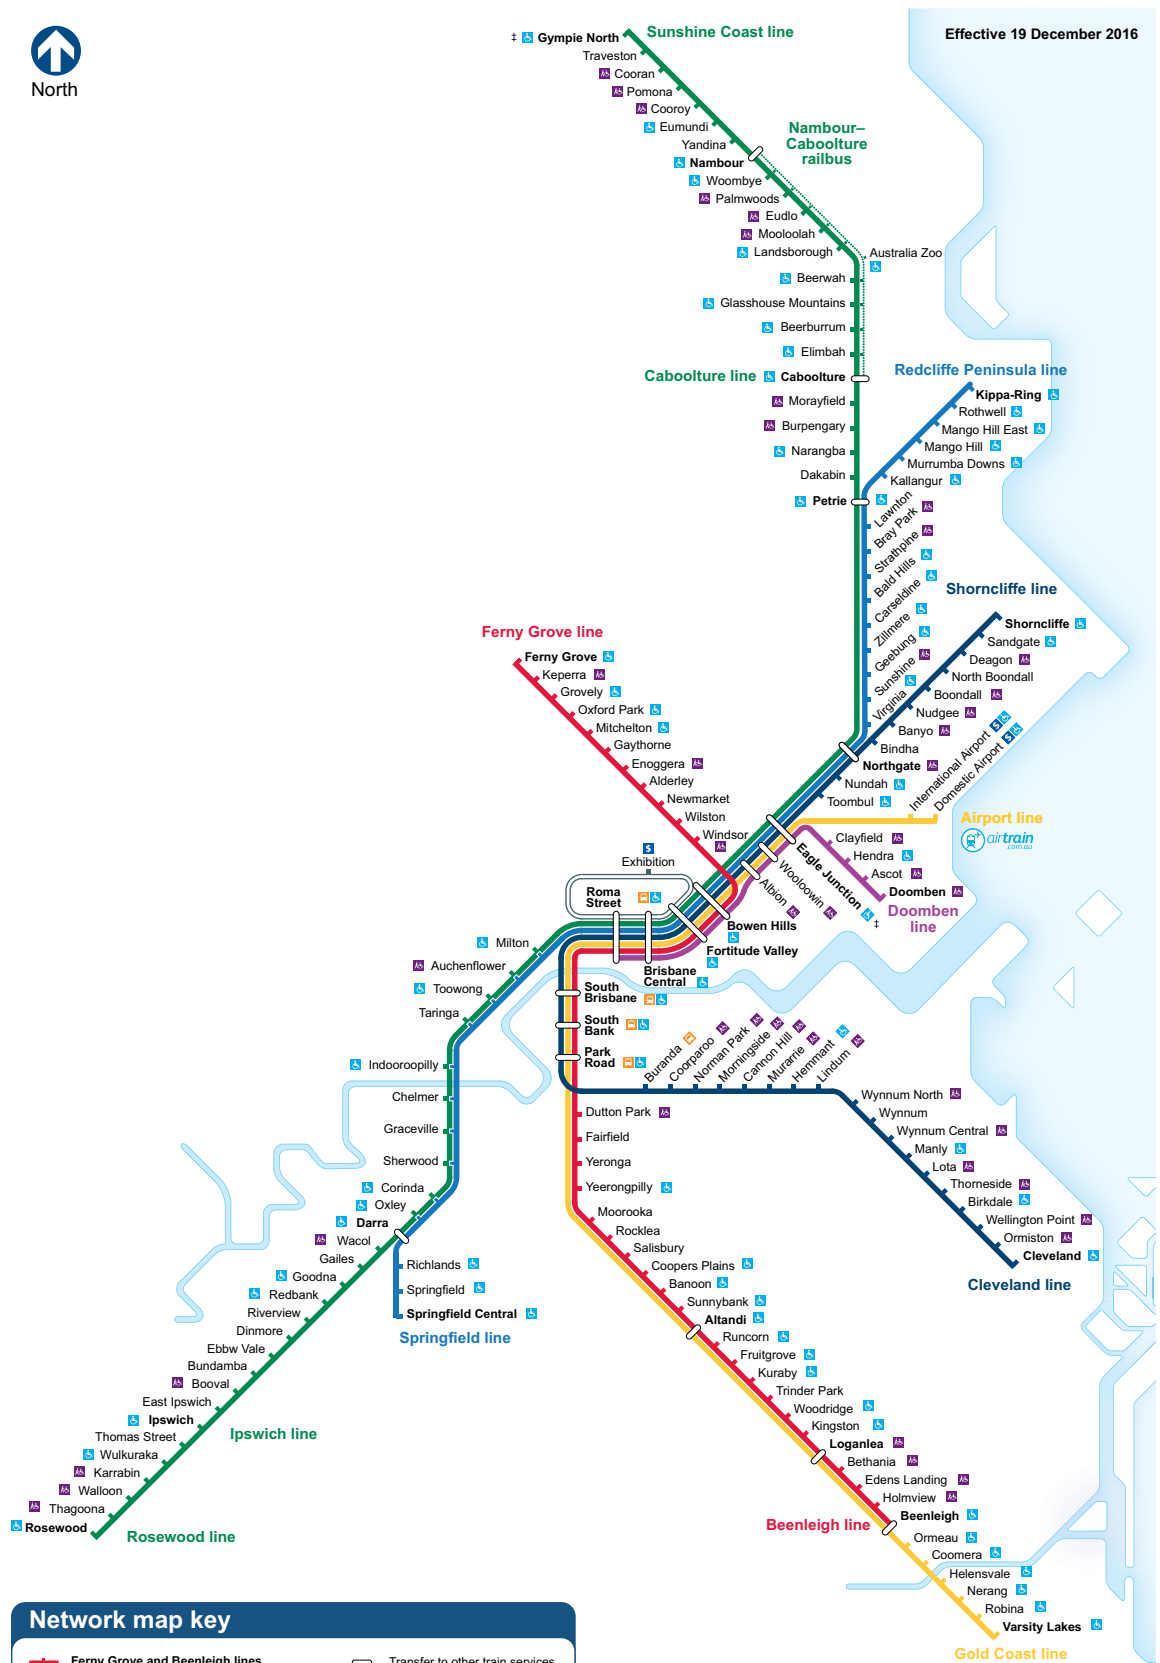 North
Effective 19 December 2016
Sunshine Coast line
‡ Gympie North
Traveston
Cooran
Pomona
Cooroy
Eumundi
Yandina
Nambour
Nambour–
Caboolture
railbus
Woombye
Palmwoods
Eudlo
Mooloolah
Landsborough
Australia Zoo
Beerwah
Glasshouse Mountains
Beerburrum
Elimbah
Caboolture line
Caboolture
Morayfield
Burpengary
Narangba
Dakabin
Petrie
Redcliffe Peninsula line
Kippa-Ring
Rothwell
Mango Hill East
Mango Hill
Murrumba Downs
Kallangur
Lawnton
Bray Park
Strathpine
Bald Hills
Carseldine
Zillmere
Geebung
Sunshine
Virginia
Shorncliffe line
Shorncliffe
Sandgate
Deagon
North Boondall
Boondall
Nudgee
Banyo
Bindha
Northgate
Nundah
Toombul
International Airport $
Domestic Airport $
Airport line
airtrain
.com.au
Ferny Grove line
Ferny Grove
Keperra
Grovely
Oxford Park
Mitchelton
Gaythorne
Enoggera
Alderley
Newmarket
Wilston
Windsor
$
Exhibition
Clayfield
Hendra
Ascot
Doomben
Doomben
line
Eagle Junction
‡
Wooloowin
Albion
Bowen Hills
Fortitude Valley
Brisbane
Central
Roma
Street
South
Brisbane
South
Bank
Park
Road
Milton
Auchenflower
Toowong
Taringa
Indooroopilly
Chelmer
Graceville
Sherwood
Corinda
Oxley
Darra
Wacol
Gailes
Goodna
Redbank
Riverview
Dinmore
Ebbw Vale
Bundamba
Booval
East Ipswich
Ipswich
Thomas Street
Wulkuraka
Karrabin
Walloon
Thagoona
Rosewood
Ipswich line
Rosewood line
Richlands
Springfield
Springfield Central
Springfield line
Buranda
Coorparoo
Norman Park
Morningside
Cannon Hill
Murarrie
Hemmant
Lindum
Wynnum North
Wynnum
Wynnum Central
Manly
Lota
Thorneside
Birkdale
Wellington Point
Ormiston
Cleveland
Cleveland line
Dutton Park
Fairfield
Yeronga
Yeerongpilly
Moorooka
Rocklea
Salisbury
Coopers Plains
Banoon
Sunnybank
Altandi
Runcorn
Fruitgrove
Kuraby
Trinder Park
Woodridge
Kingston
Loganlea
Bethania
Edens Landing
Holmview
Beenleigh
Beenleigh line
Ormeau
Coomera
Helensvale
Nerang
Robina
Varsity Lakes
Gold Coast line
Network map key
Ferny Grove and Beenleigh lines
Transfer to other train services